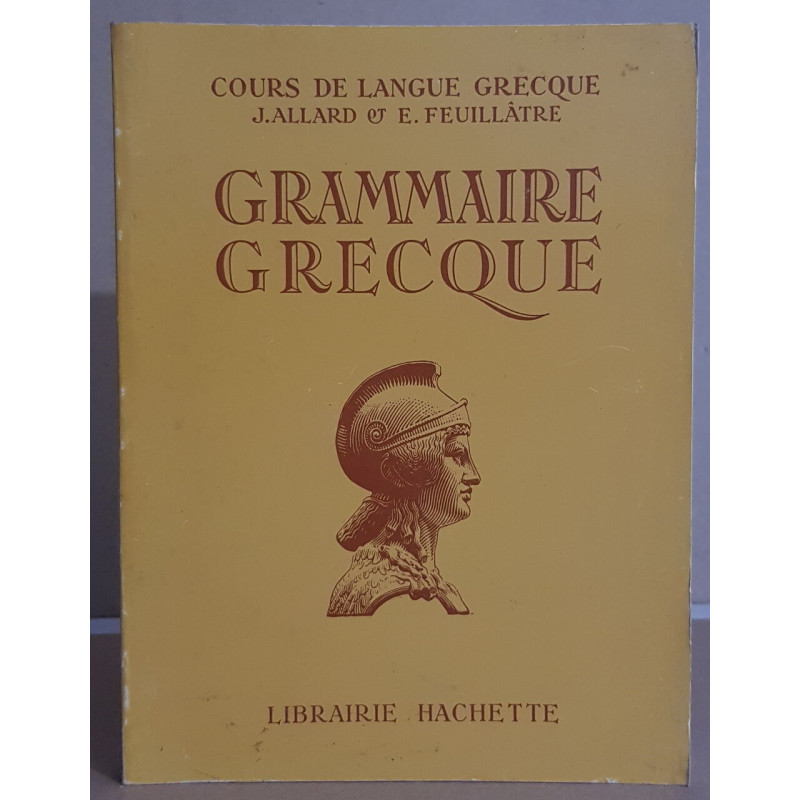 COURS DE LANGUE GRECQUE
J. ALLARD & E. FEUILLÂTRE
GRAMMAIRE
GRECQUE
LIBRAIRIE HACHETTE